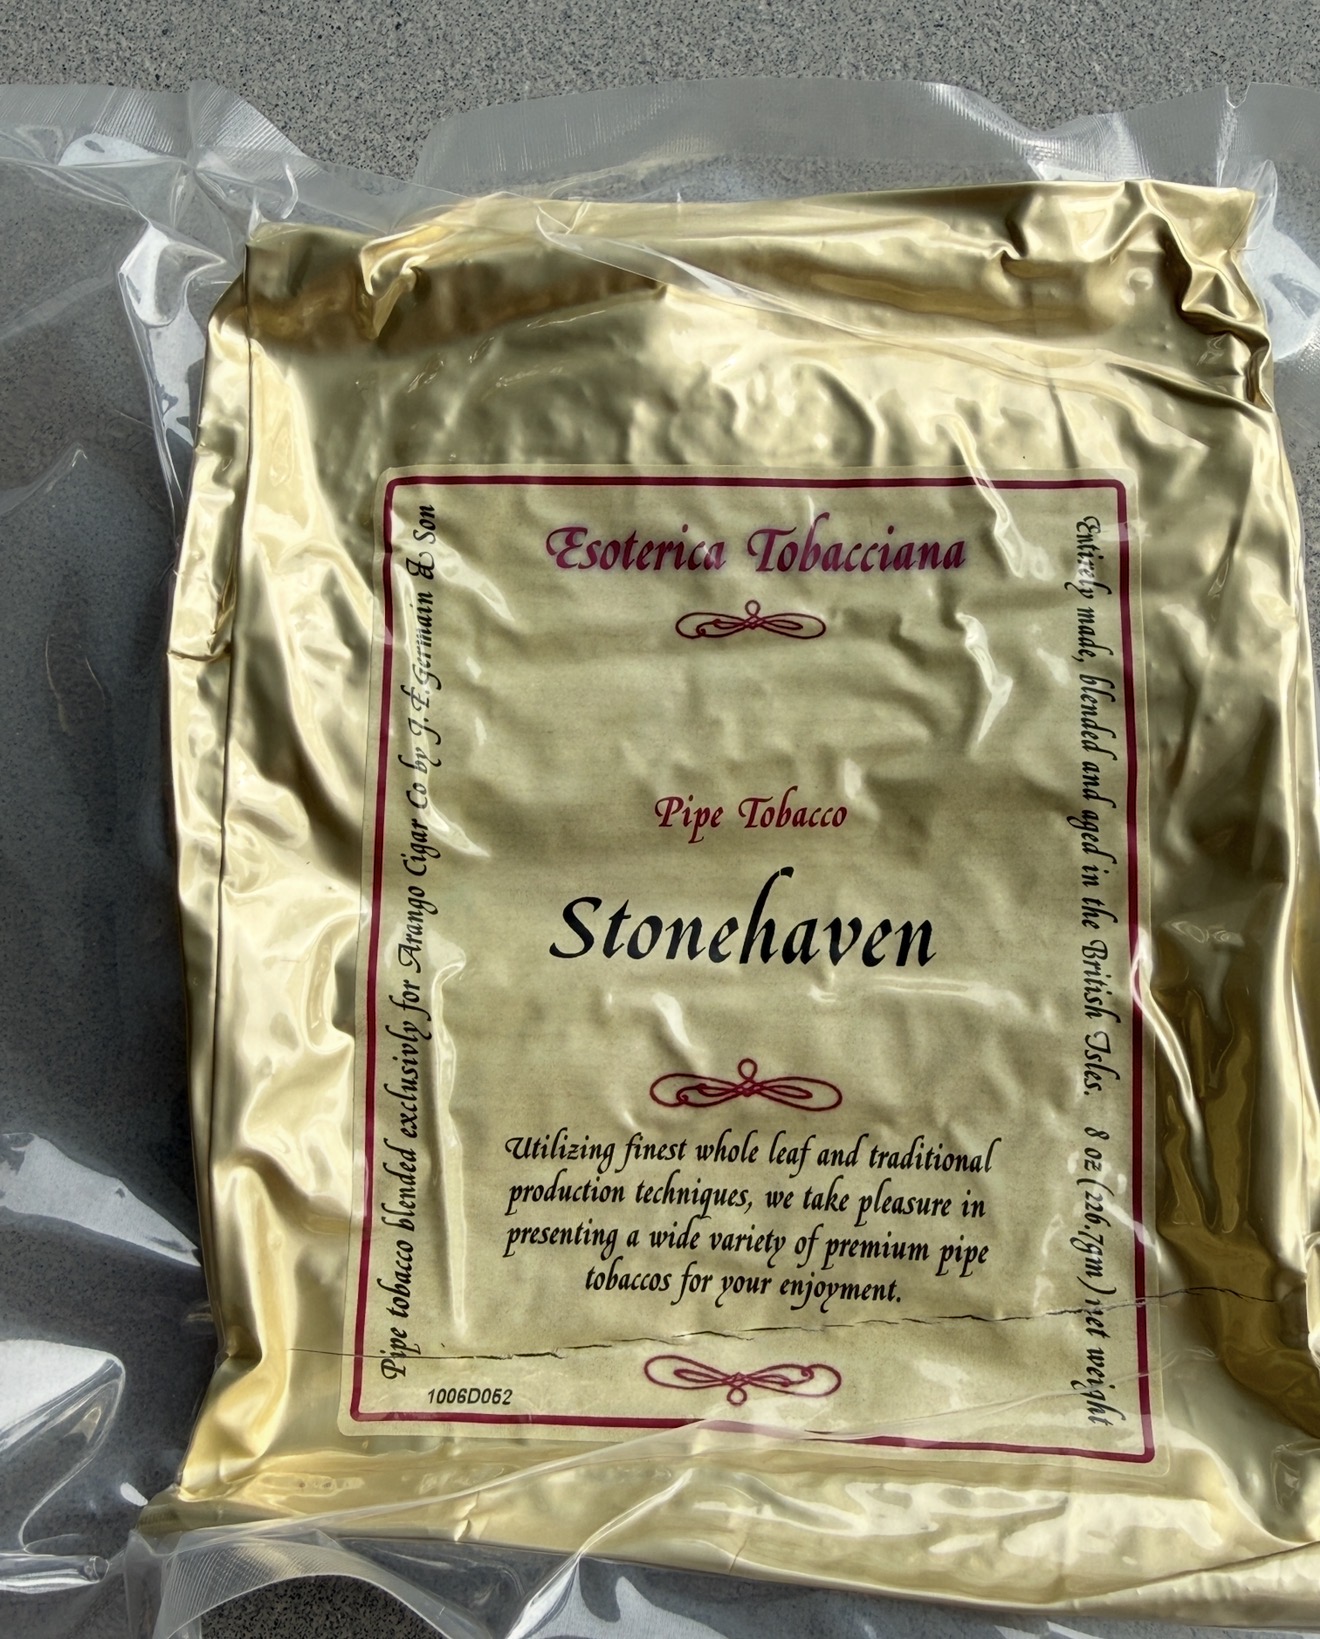 Esoterica Tobacciana
Pipe Tobacco
Stonehaven
Utilizing finest whole leaf and traditional
production techniques, we take pleasure in
presenting a wide variety of premium pipe
tobaccos for your enjoyment.
Pipe tobacco blended exclusivly for Arango Cigar Co by J.F.Germain & Son
Entirely made, blended and aged in the British Isles. 8 oz (226.79gm) net weight
1006D052